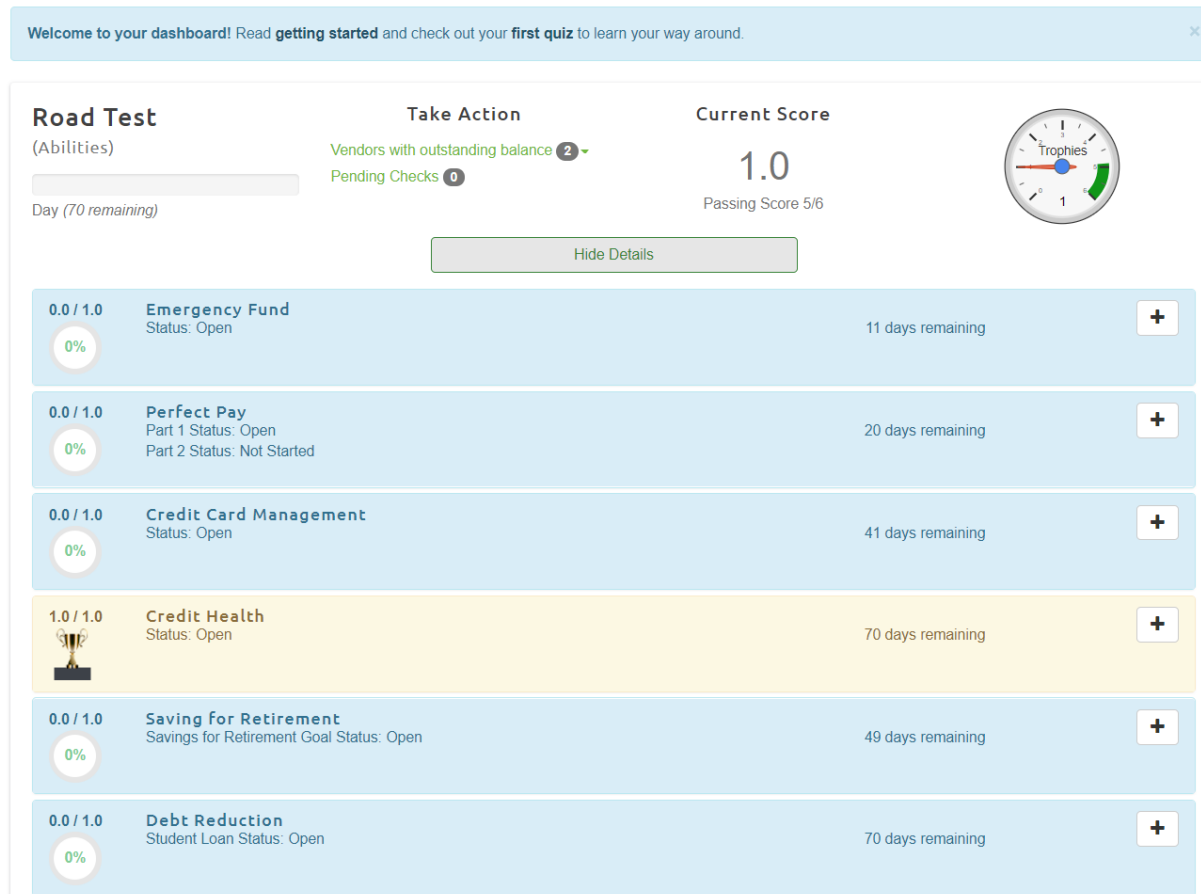 Welcome to your dashboard! Read getting started and check out your first quiz to learn your way around.
×
Road Test
(Abilities)
Day (70 remaining)
Take Action
Vendors with outstanding balance 2
Pending Checks 0
Current Score
1.0
Passing Score 5/6
Trophies
0
2
3
4
5
6
1
Hide Details
0.0 / 1.0
0%
Emergency Fund
Status: Open
11 days remaining
+
0.0 / 1.0
0%
Perfect Pay
Part 1 Status: Open
Part 2 Status: Not Started
20 days remaining
+
0.0 / 1.0
0%
Credit Card Management
Status: Open
41 days remaining
+
1.0 / 1.0
Credit Health
Status: Open
70 days remaining
+
0.0 / 1.0
0%
Saving for Retirement
Savings for Retirement Goal Status: Open
49 days remaining
+
0.0 / 1.0
0%
Debt Reduction
Student Loan Status: Open
70 days remaining
+